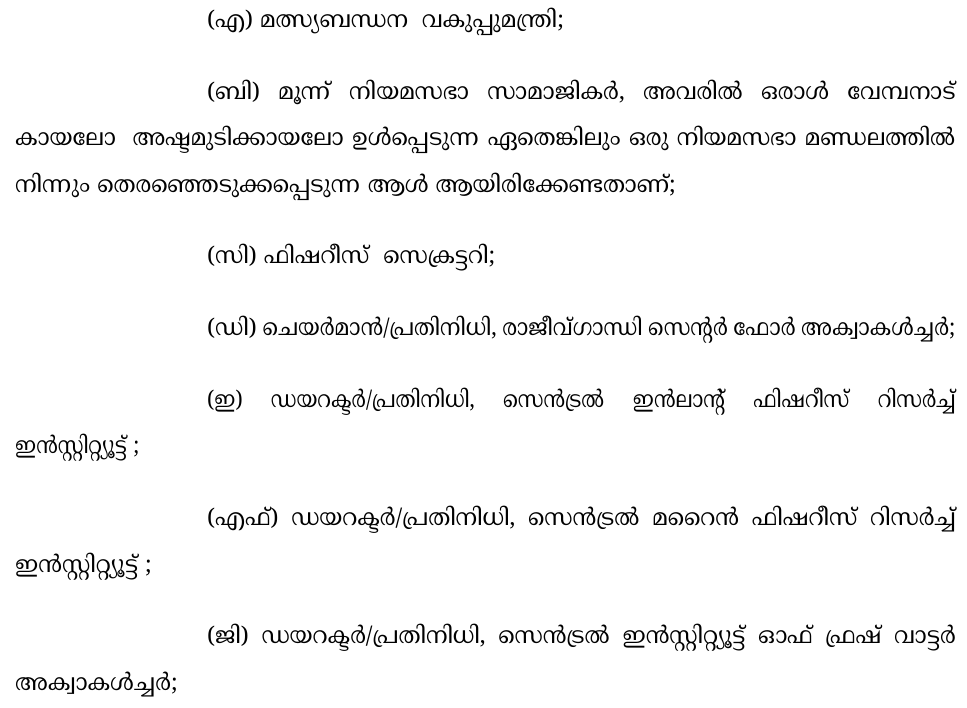 (എ) മത്സ്യബന്ധന വകുപ്പുമന്ത്രി;
(ബി) മൂന്ന് നിയമസഭാ സാമാജികർ, അവരിൽ ഒരാൾ വേമ്പനാട്
കായലോ അഷ്ടമുടിക്കായലോ ഉൾപ്പെടുന്ന ഏതെങ്കിലും ഒരു നിയമസഭാ മണ്ഡലത്തിൽ
നിന്നും തെരഞ്ഞെടുക്കപ്പെടുന്ന ആൾ ആയിരിക്കേണ്ടതാണ്;
(സി) ഫിഷറീസ് സെക്രട്ടറി;
(ഡി) ചെയർമാൻ/പ്രതിനിധി, രാജീവ്ഗാന്ധി സെന്റർ ഫോർ അക്വാകൾച്ചർ;
(ഇ) ഡയറക്ടർ/പ്രതിനിധി, സെൻട്രൽ ഇൻലാന്റ് ഫിഷറീസ് റിസർച്ച്
ഇൻസ്റ്റിറ്റ്യൂട്ട് ;
(എഫ്) ഡയറക്ടർ/പ്രതിനിധി, സെൻട്രൽ മറൈൻ ഫിഷറീസ് റിസർച്ച്
ഇൻസ്റ്റിറ്റ്യൂട്ട് ;
(ജി) ഡയറക്ടർ/പ്രതിനിധി, സെൻട്രൽ ഇൻസ്റ്റിറ്റ്യൂട്ട് ഓഫ് ഫ്രഷ് വാട്ടർ
അക്വാകൾച്ചർ;